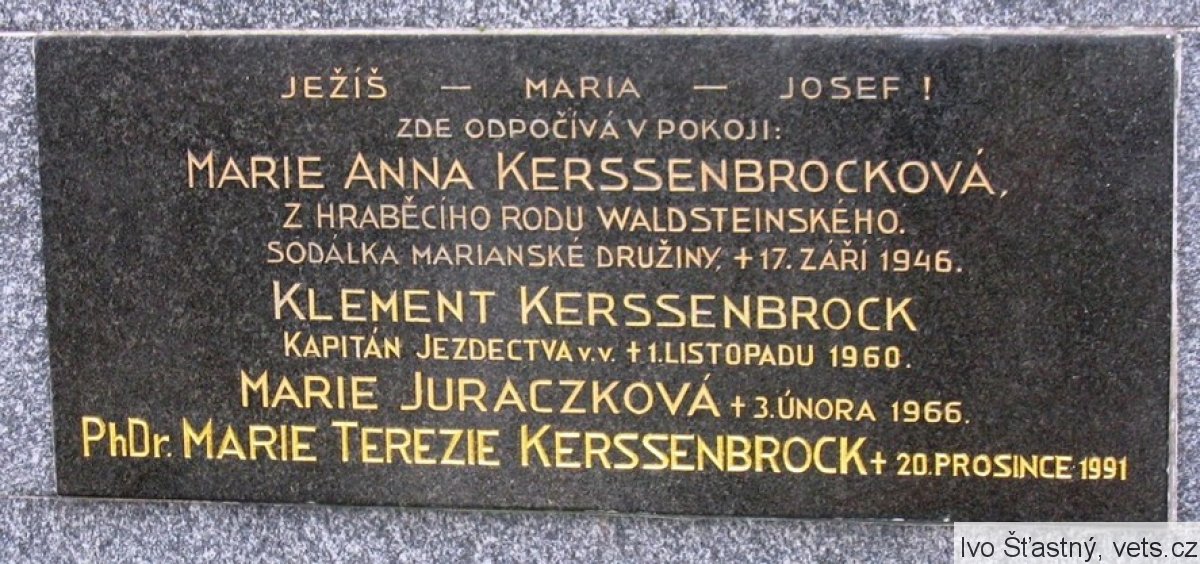 JEŽÍŠ — MARIA — JOSEF !
ZDE ODPOČÍVÁ V POKOJI:
MARIE ANNA KERSSENBROCKOVÁ,
Z HRABĚCÍHO RODU WALDSTEINSKÉHO.
SODÁLKA MARIANSKÉ DRUŽINY, + 17. ZÁŘÍ 1946.
KLEMENT KERSSENBROCK
KAPITÁN JEZDECTVA v. v. + 1. LISTOPADU 1960.
MARIE JURACZKOVÁ + 3. ÚNORA 1966.
PhDr. MARIE TEREZIE KERSSENBROCK + 20. PROSINCE 1991
Ivo Šťastný, vets.cz